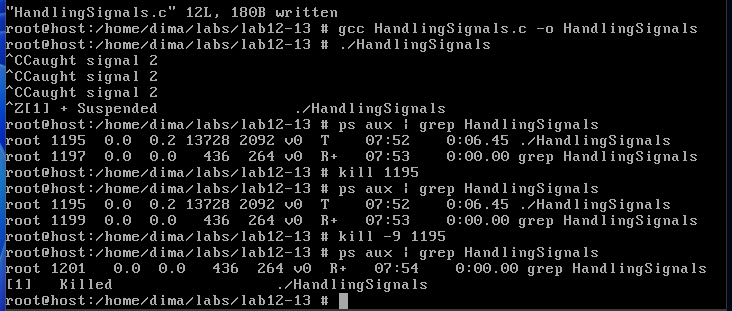 "HandlingSignals.c" 12L, 180B written
root@host:/home/dima/labs/lab12-13 # gcc HandlingSignals.c -o HandlingSignals
root@host:/home/dima/labs/lab12-13 # ./HandlingSignals
^CCaught signal 2
^CCaught signal 2
^CCaught signal 2
^Z[1] + Suspended ./HandlingSignals
root@host:/home/dima/labs/lab12-13 # ps aux | grep HandlingSignals
root 1195 0.0 0.2 13728 2092 v0 T 07:52 0:06.45 ./HandlingSignals
root 1197 0.0 0.0 436 264 v0 R+ 07:53 0:00.00 grep HandlingSignals
root@host:/home/dima/labs/lab12-13 # kill 1195
root@host:/home/dima/labs/lab12-13 # ps aux | grep HandlingSignals
root 1195 0.0 0.2 13728 2092 v0 T 07:52 0:06.45 ./HandlingSignals
root 1199 0.0 0.0 436 264 v0 R+ 07:53 0:00.00 grep HandlingSignals
root@host:/home/dima/labs/lab12-13 # kill -9 1195
root@host:/home/dima/labs/lab12-13 # ps aux | grep HandlingSignals
root 1201 0.0 0.0 436 264 v0 R+ 07:54 0:00.00 grep HandlingSignals
[1] Killed ./HandlingSignals
root@host:/home/dima/labs/lab12-13 #